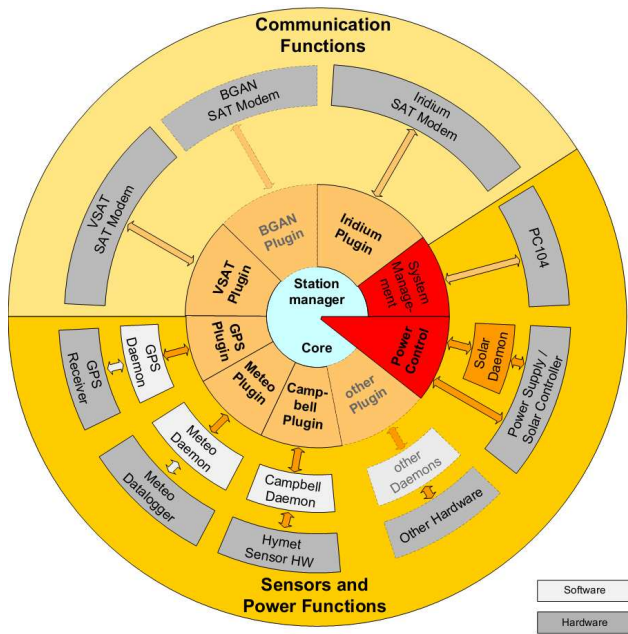 Communication
Functions
BGAN
SAT Modem
Iridium
SAT Modem
VSAT
SAT Modem
BGAN
Plugin
Iridium
Plugin
PC104
VSAT
Plugin
System
Manage-
ment
Station
manager
Core
GPS
Plugin
Meteo
Plugin
Camp-
bell
Plugin
other
Plugin
Power
Control
Solar
Daemon
Power Supply /
Solar Controller
GPS
Receiver
GPS
Daemon
Meteo
Daemon
Meteo
Datalogger
Campbell
Daemon
Hymet
Sensor HW
other
Daemons
Other Hardware
Sensors and
Power Functions
Software
Hardware